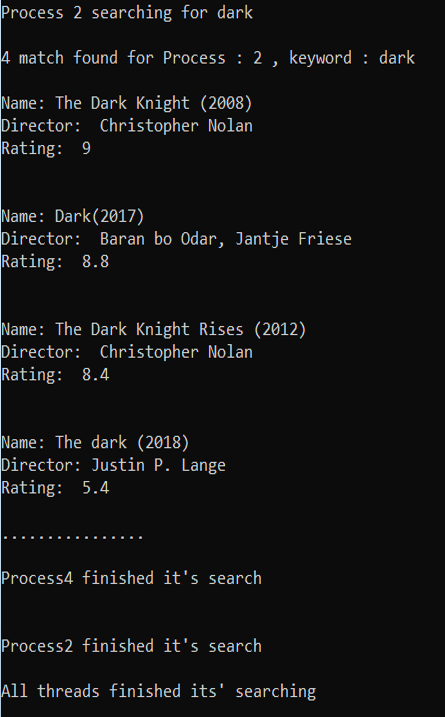 Process 2 searching for dark
4 match found for Process : 2 , keyword : dark
Name: The Dark Knight (2008)
Director:  Christopher Nolan
Rating:  9
Name: Dark(2017)
Director:  Baran bo Odar, Jantje Friese
Rating:  8.8
Name: The Dark Knight Rises (2012)
Director:  Christopher Nolan
Rating:  8.4
Name: The dark (2018)
Director: Justin P. Lange
Rating:  5.4
................
Process4 finished it's search
Process2 finished it's search
All threads finished its' searching